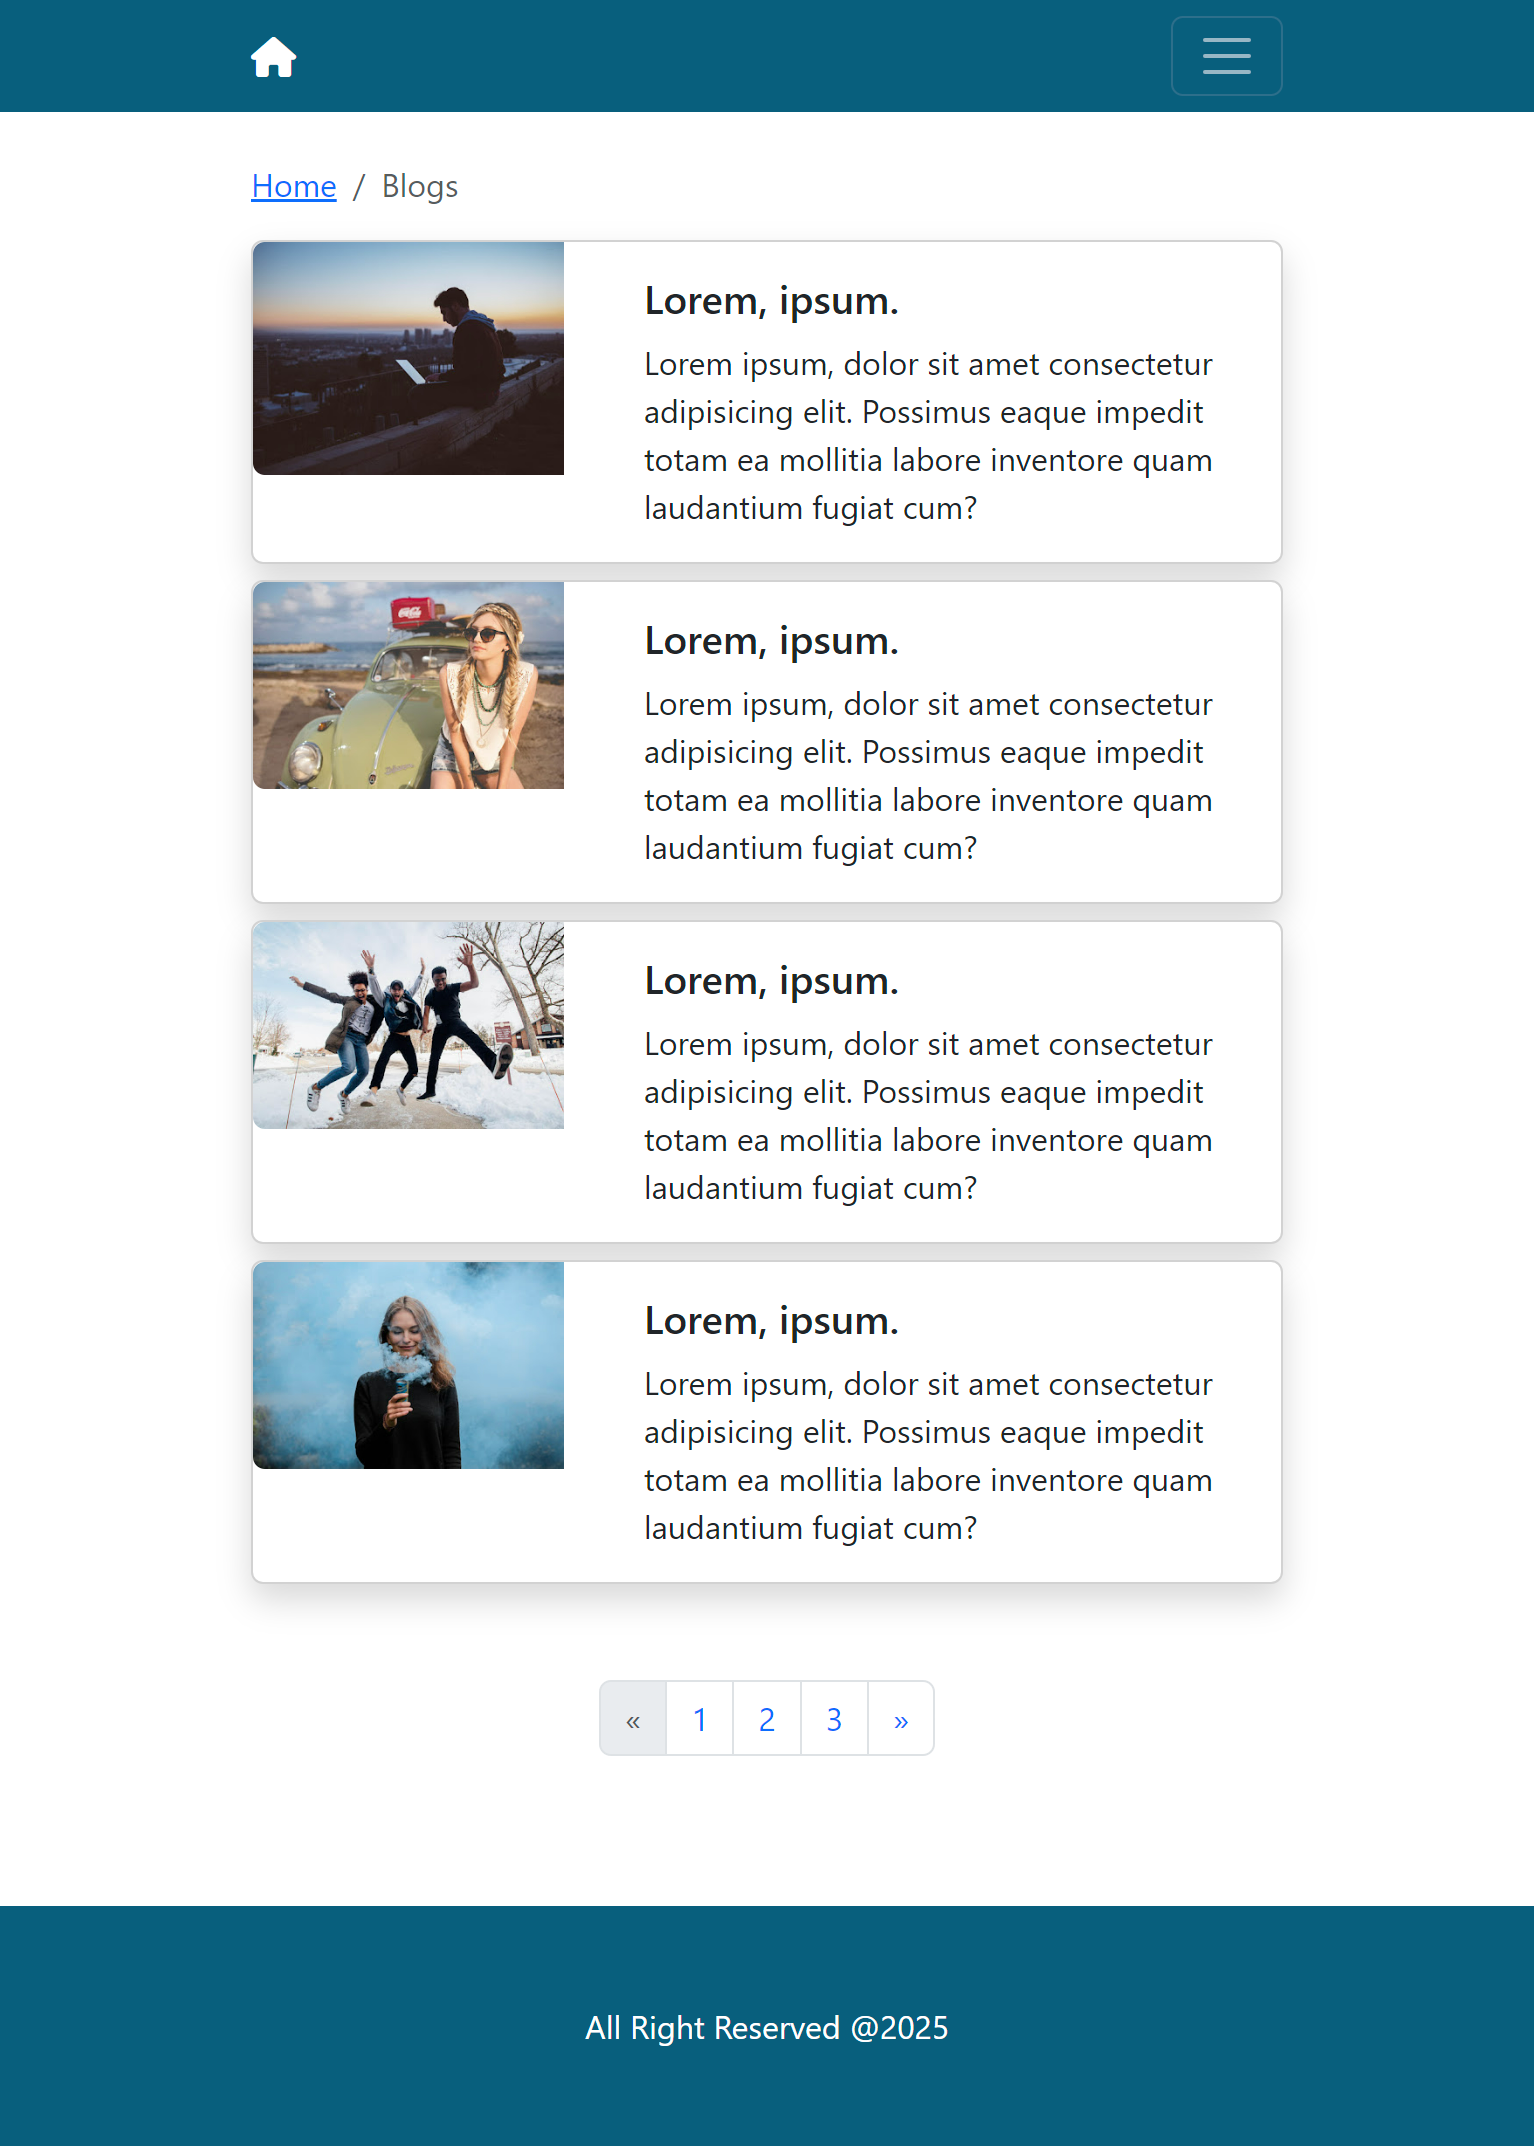 Home / Blogs
Lorem, ipsum.
Lorem ipsum, dolor sit amet consectetur
adipisicing elit. Possimus eaque impedit
totam ea mollitia labore inventore quam
laudantium fugiat cum?
Coca-Cola
Lorem, ipsum.
Lorem ipsum, dolor sit amet consectetur
adipisicing elit. Possimus eaque impedit
totam ea mollitia labore inventore quam
laudantium fugiat cum?
Lorem, ipsum.
Lorem ipsum, dolor sit amet consectetur
adipisicing elit. Possimus eaque impedit
totam ea mollitia labore inventore quam
laudantium fugiat cum?
Lorem, ipsum.
Lorem ipsum, dolor sit amet consectetur
adipisicing elit. Possimus eaque impedit
totam ea mollitia labore inventore quam
laudantium fugiat cum?
« 1 2 3 »
All Right Reserved @2025